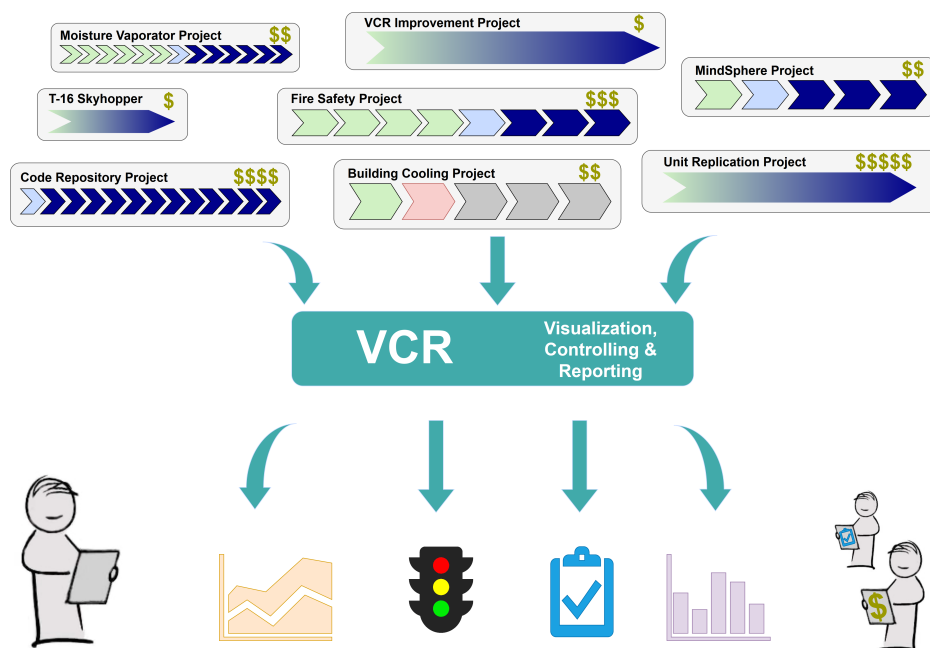 Moisture Vaporator Project $$
VCR Improvement Project $
MindSphere Project $$
T-16 Skyhopper $
Fire Safety Project $$$
Code Repository Project $$$$
Building Cooling Project $$
Unit Replication Project $$$$$
VCR
Visualization,
Controlling &
Reporting
$